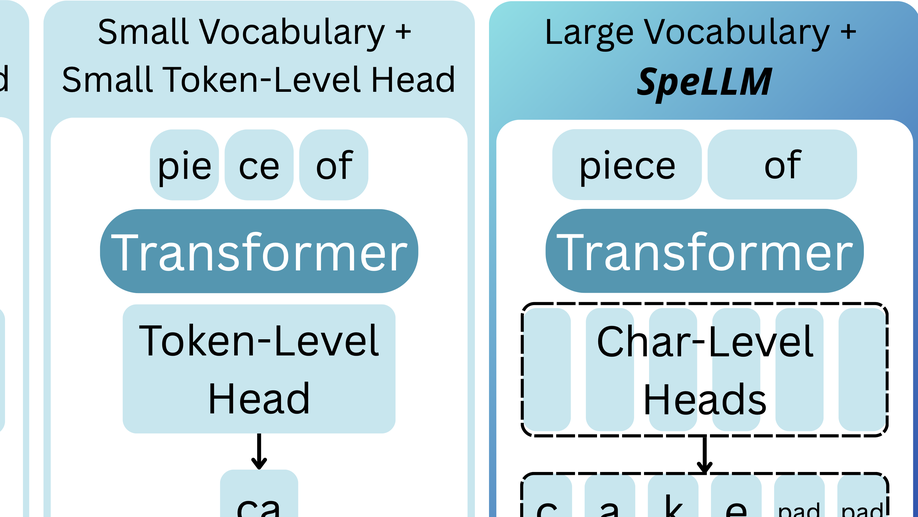 d
Small Vocabulary +
Small Token-Level Head
pie ce of
Transformer
Token-Level
Head
ca
Large Vocabulary +
SpeLLM
piece of
Transformer
Char-Level
Heads
c a k e pad pad